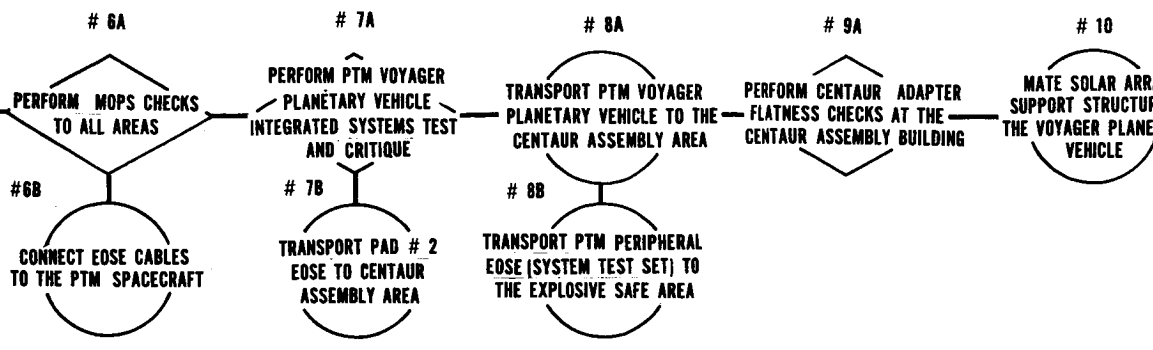 # 6A
PERFORM MOPS CHECKS
TO ALL AREAS
#6B
CONNECT EOSE CABLES
TO THE PTM SPACECRAFT
# 7A
PERFORM PTM VOYAGER
PLANETARY VEHICLE
INTEGRATED SYSTEMS TEST
AND CRITIQUE
# 7B
TRANSPORT PAD # 2
EOSE TO CENTAUR
ASSEMBLY AREA
# 8A
TRANSPORT PTM VOYAGER
PLANETARY VEHICLE TO THE
CENTAUR ASSEMBLY AREA
# 8B
TRANSPORT PTM PERIPHERAL
EOSE (SYSTEM TEST SET) TO
THE EXPLOSIVE SAFE AREA
# 9A
PERFORM CENTAUR ADAPTER
FLATNESS CHECKS AT THE
CENTAUR ASSEMBLY BUILDING
# 10
MATE SOLAR ARRA
SUPPORT STRUCTUR
THE VOYAGER PLANE
VEHICLE